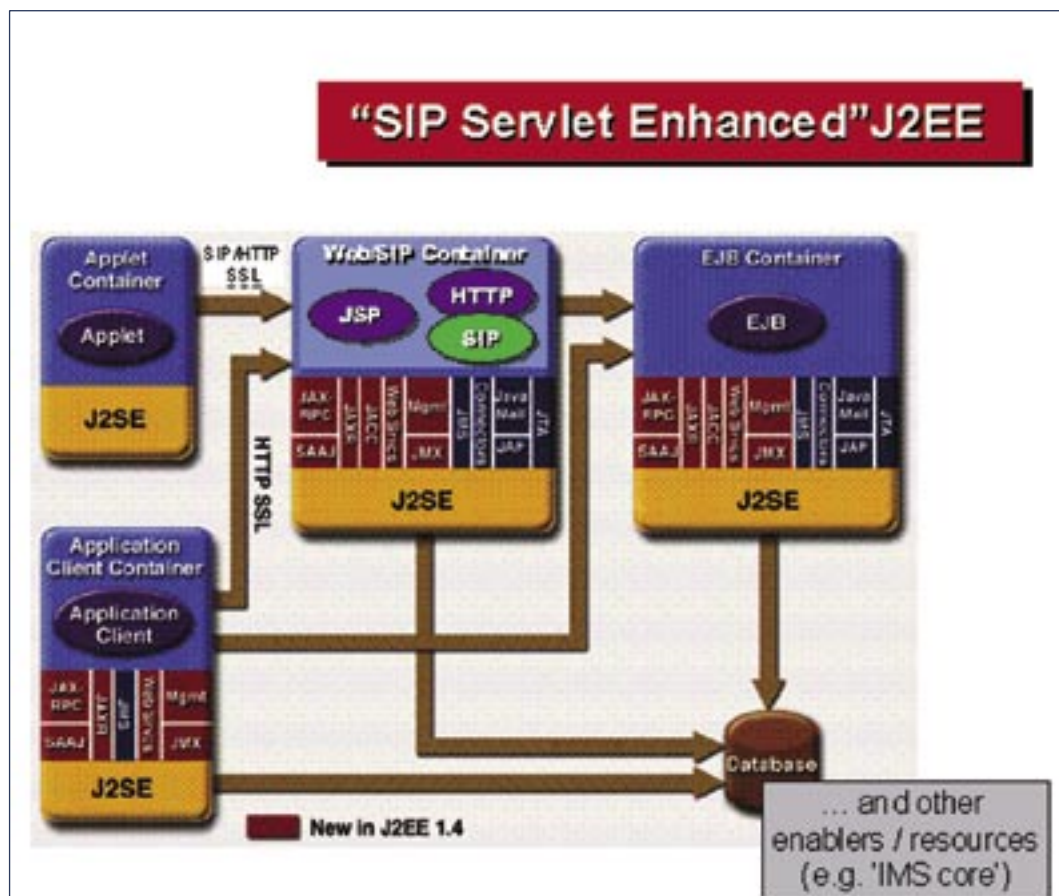 “SIP Servlet Enhanced”J2EE
Applet
Container
Applet
J2SE
SIP/HTTP
SSL
Web/SIP Container
JSP
HTTP
SIP
JAX-
RPC
SAAJ
JAXR
JACC
Web Srvcs
Mgmt
JMX
JMS
Connectors
Java
Mail
JAP
JTA
J2SE
EJB Container
EJB
JAX-
RPC
SAAJ
JAXR
JACC
Web Srvcs
Mgmt
JMX
JMS
Connectors
Java
Mail
JAP
JTA
J2SE
HTTP SSL
Application
Client Container
Application
Client
JAX-
RPC
SAAJ
JAXR
JMS
Web Srvcs
Mgmt
JMX
J2SE
Database
New in J2EE 1.4
... and other
enablers / resources
(e.g. 'IMS core')